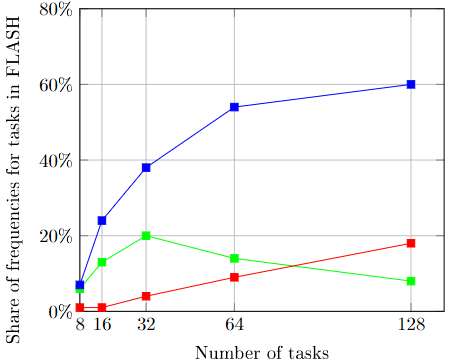 80%
60%
40%
20%
0%
8 16 32 64 128
Number of tasks
Share of frequencies for tasks in FLASH